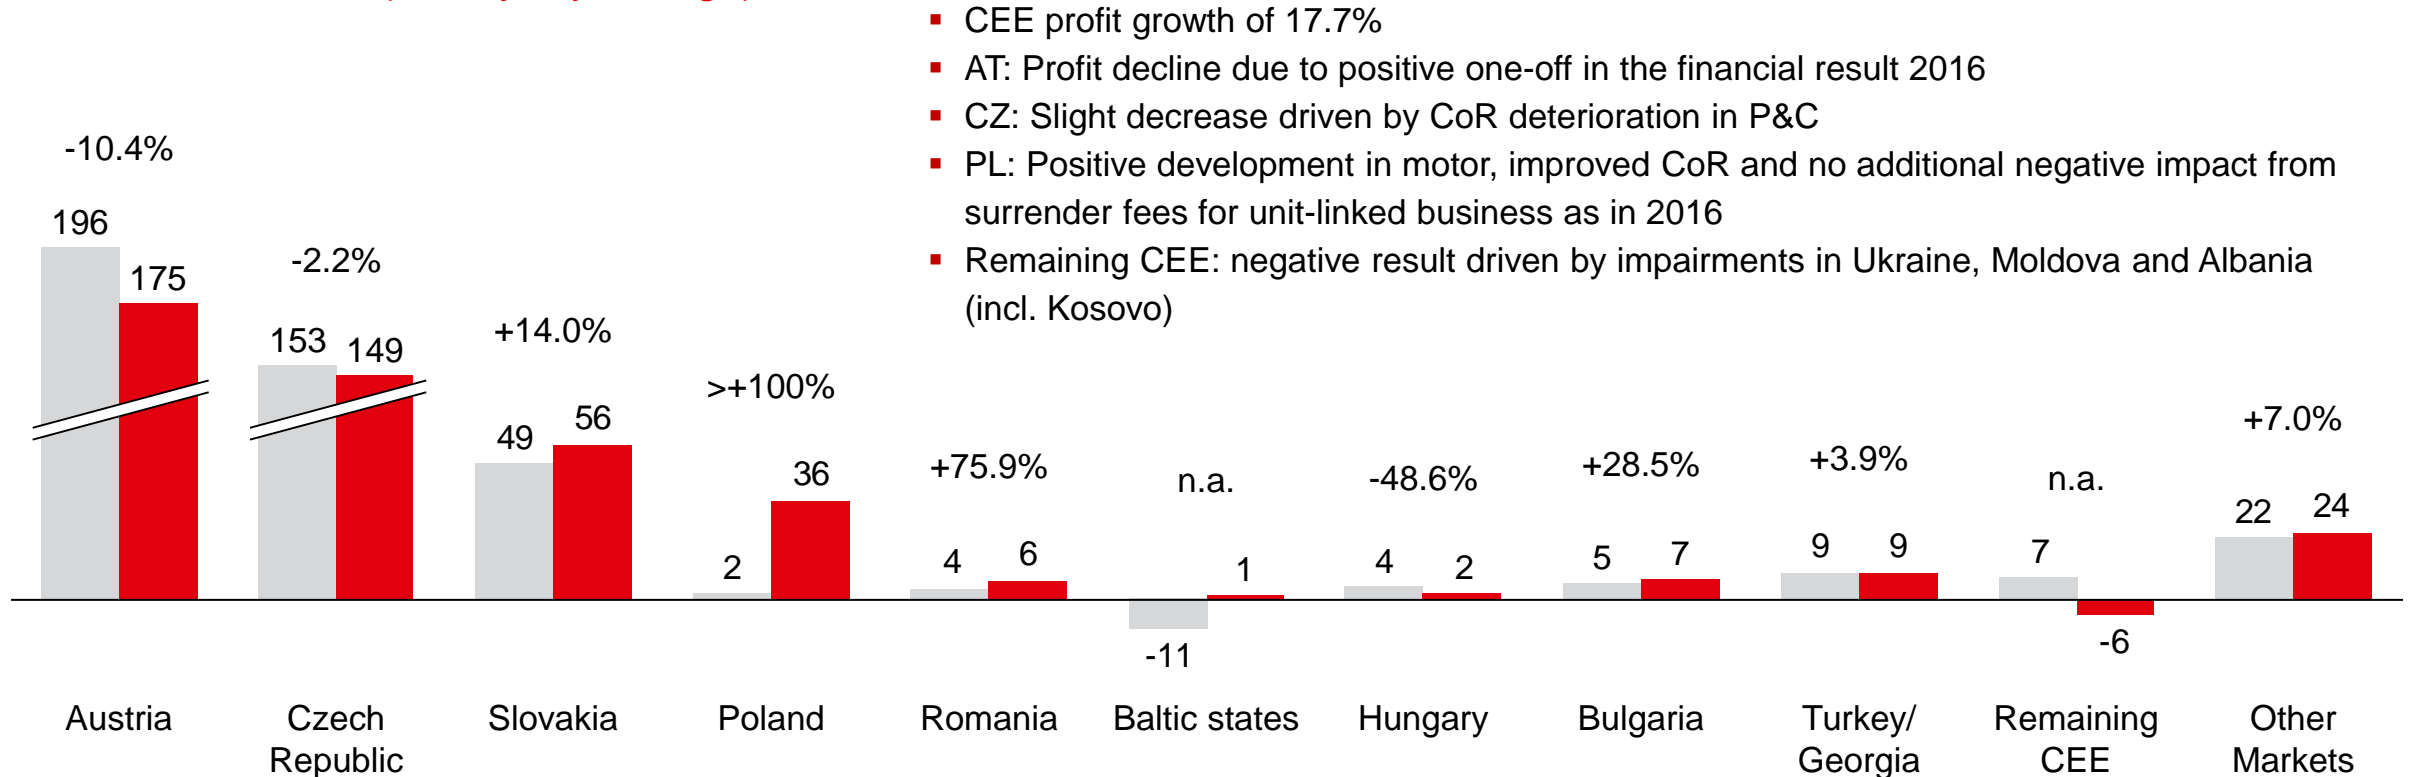 CEE profit growth of 17.7%
AT: Profit decline due to positive one-off in the financial result 2016
CZ: Slight decrease driven by CoR deterioration in P&C
PL: Positive development in motor, improved CoR and no additional negative impact from
surrender fees for unit-linked business as in 2016
Remaining CEE: negative result driven by impairments in Ukraine, Moldova and Albania
(incl. Kosovo)
-10.4%
196
175
-2.2%
153
149
+14.0%
49
56
>+100%
2
36
+75.9%
4
6
n.a.
-11
1
-48.6%
4
2
+28.5%
5
7
+3.9%
9
9
n.a.
7
-6
+7.0%
22
24
Austria
Czech
Republic
Slovakia
Poland
Romania
Baltic states
Hungary
Bulgaria
Turkey/
Georgia
Remaining
CEE
Other
Markets